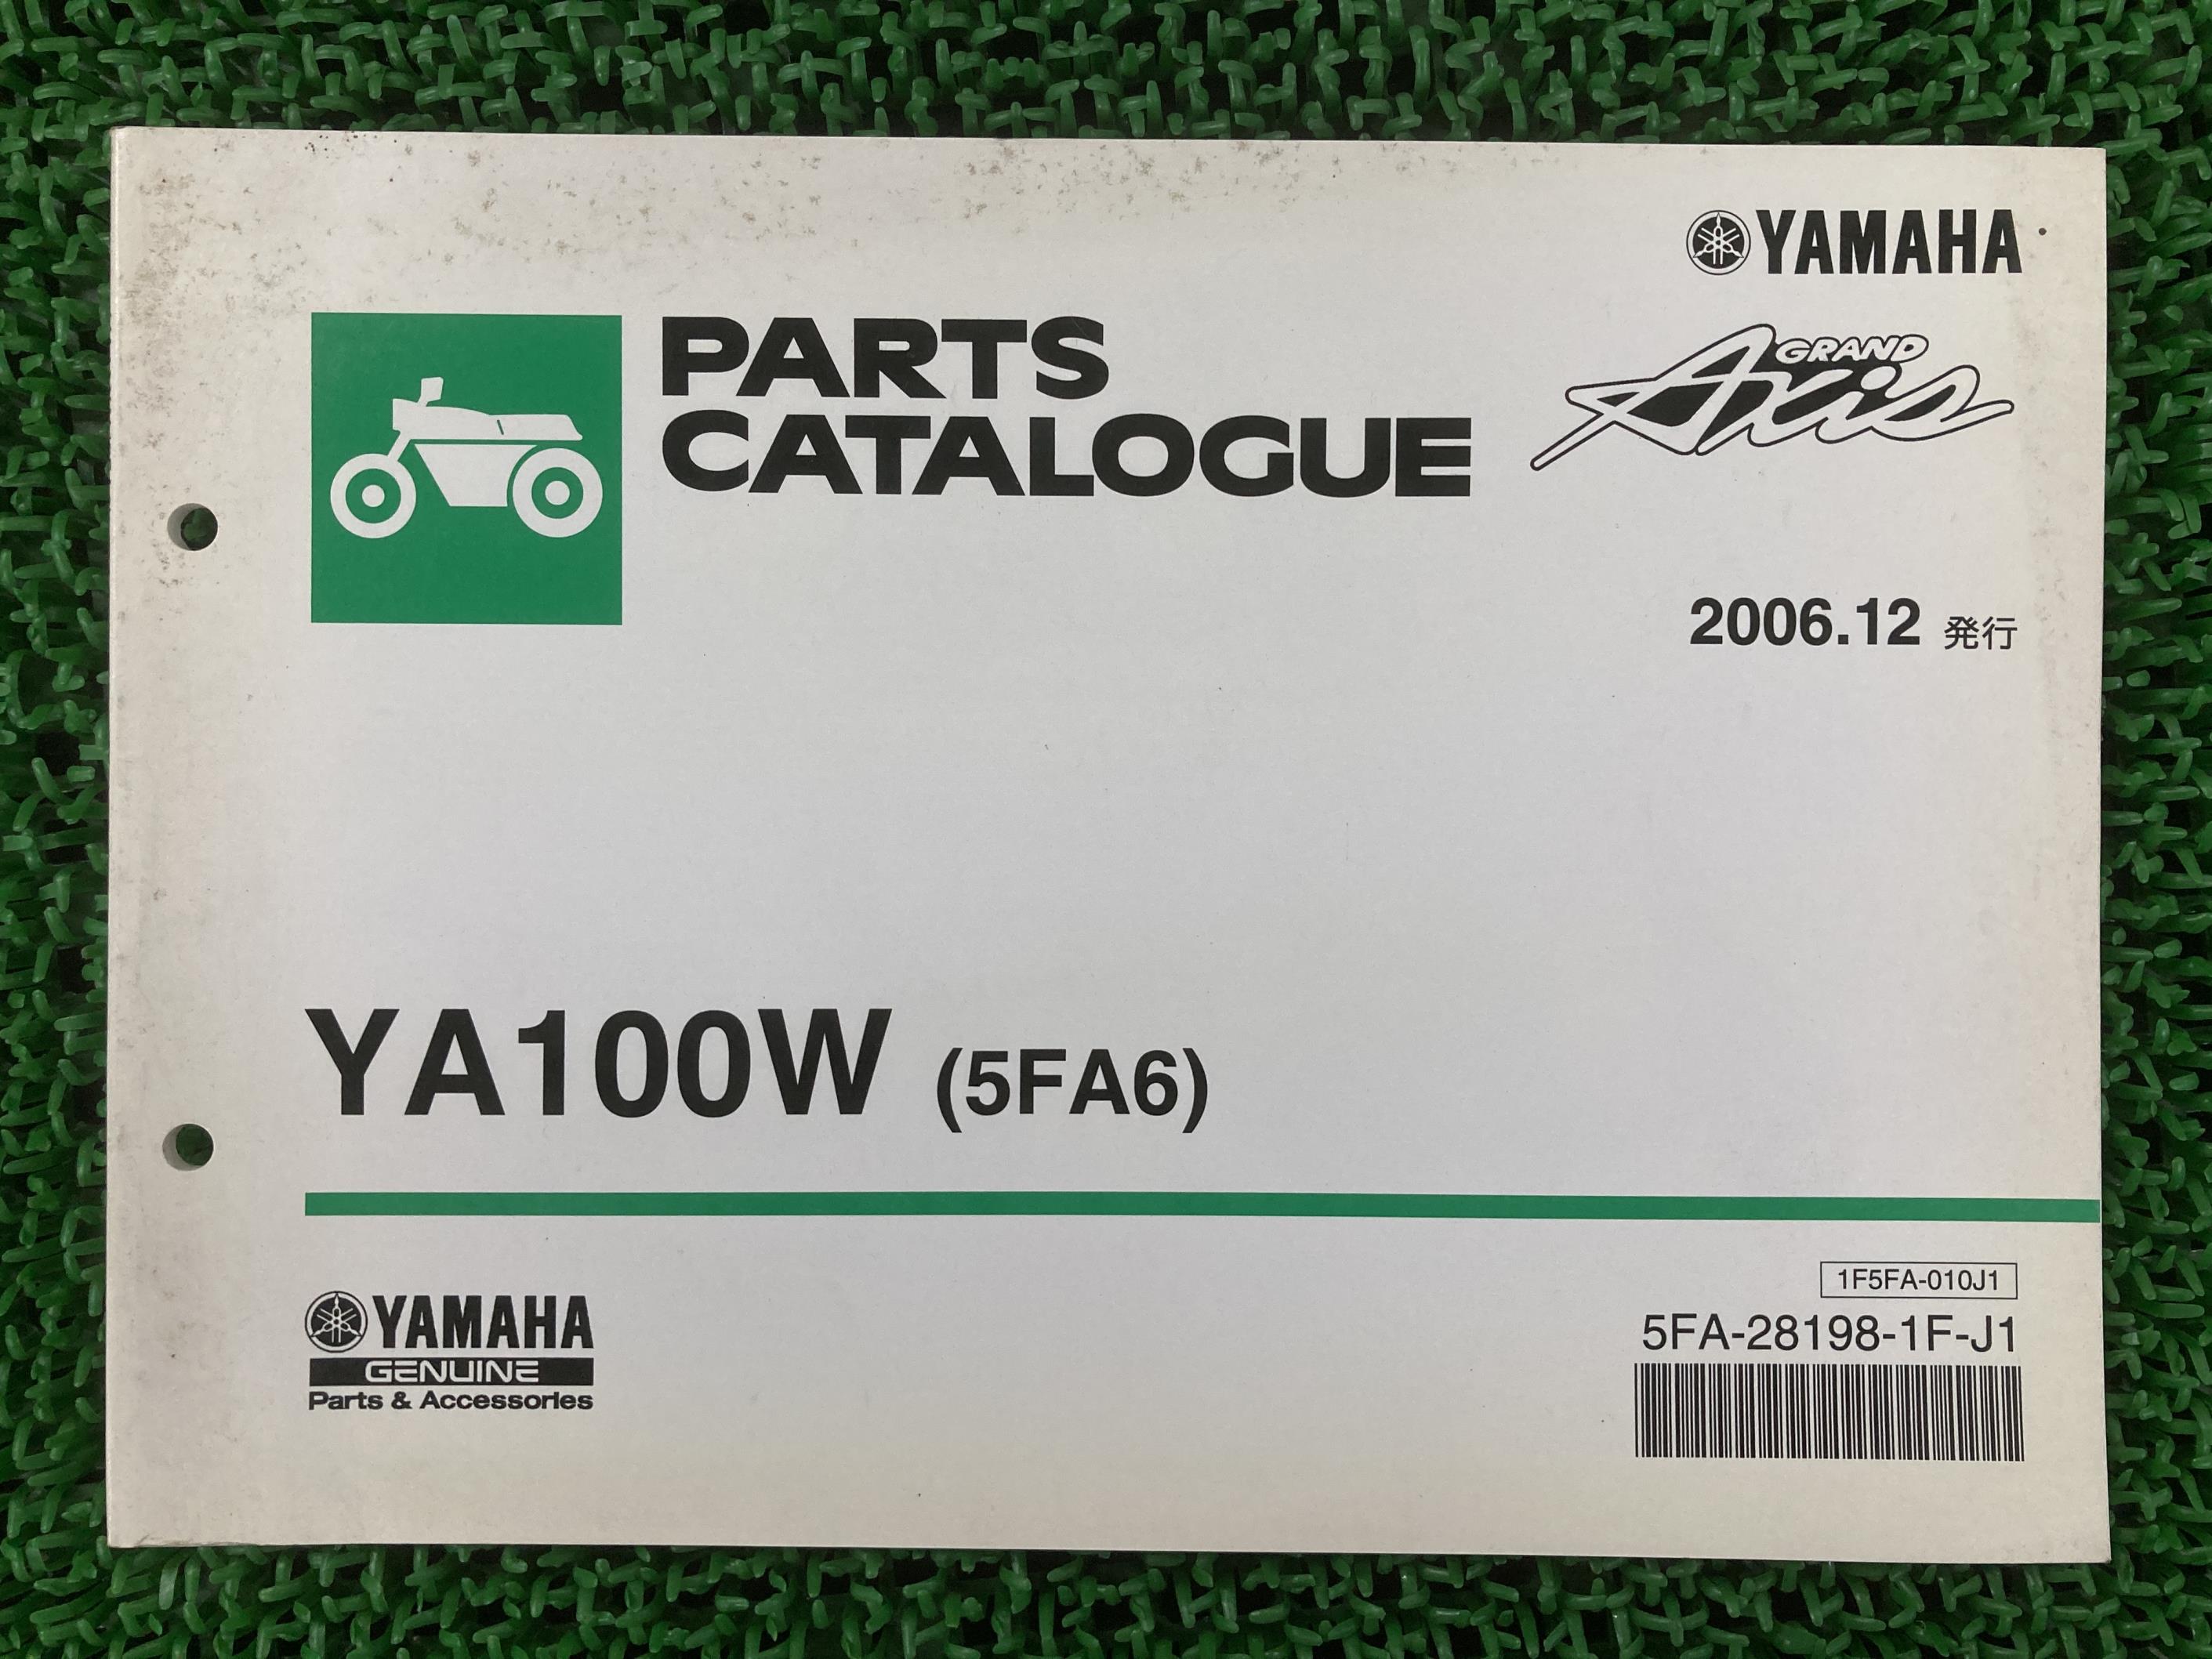 YAMAHA
PARTS
CATALOGUE
GRAND
Axis
2006.12 発行
YA100W (5FA6)
YAMAHA
GENUINE
Parts & Accessories
1F5FA-010J1
5FA-28198-1F-J1